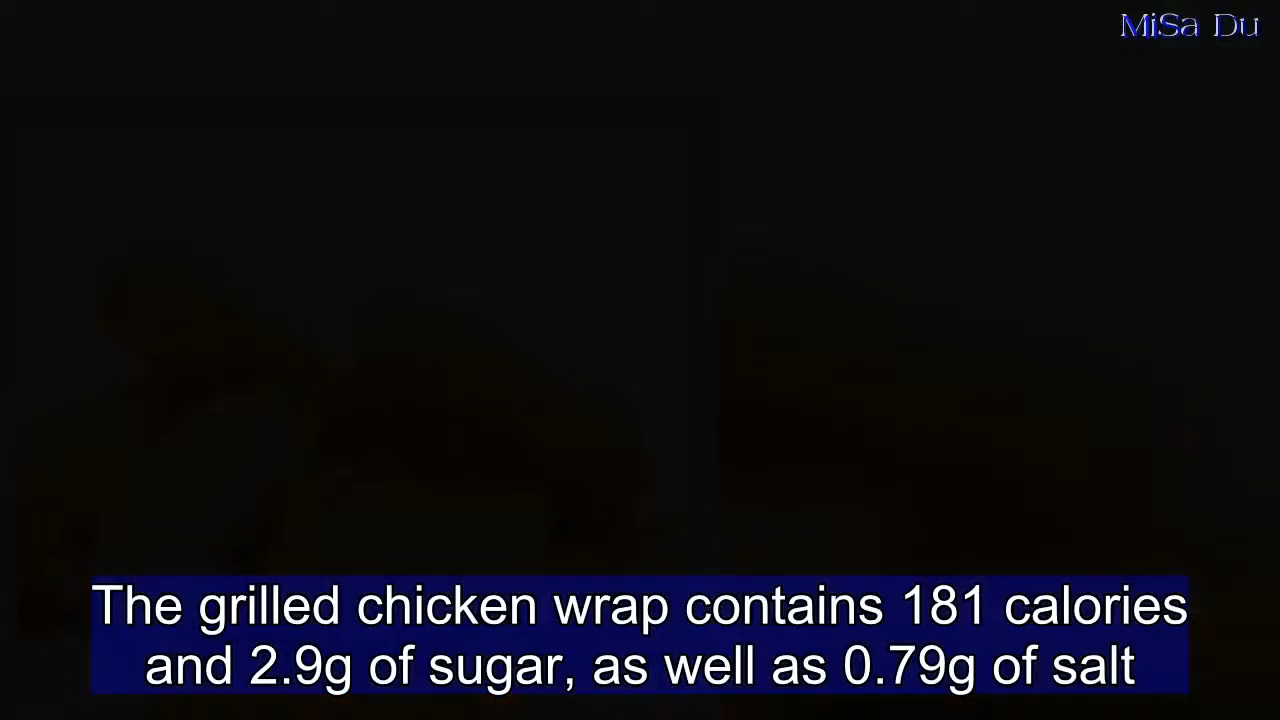 MiSa Du
The grilled chicken wrap contains 181 calories
and 2.9g of sugar, as well as 0.79g of salt